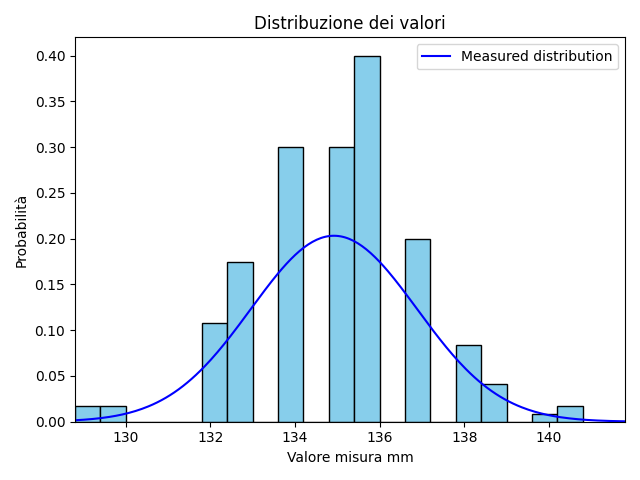 Distribuzione dei valori
Measured distribution
0.40
0.35
0.30
0.25
0.20
0.15
0.10
0.05
0.00
Probabilità
130 132 134 136 138 140
Valore misura mm